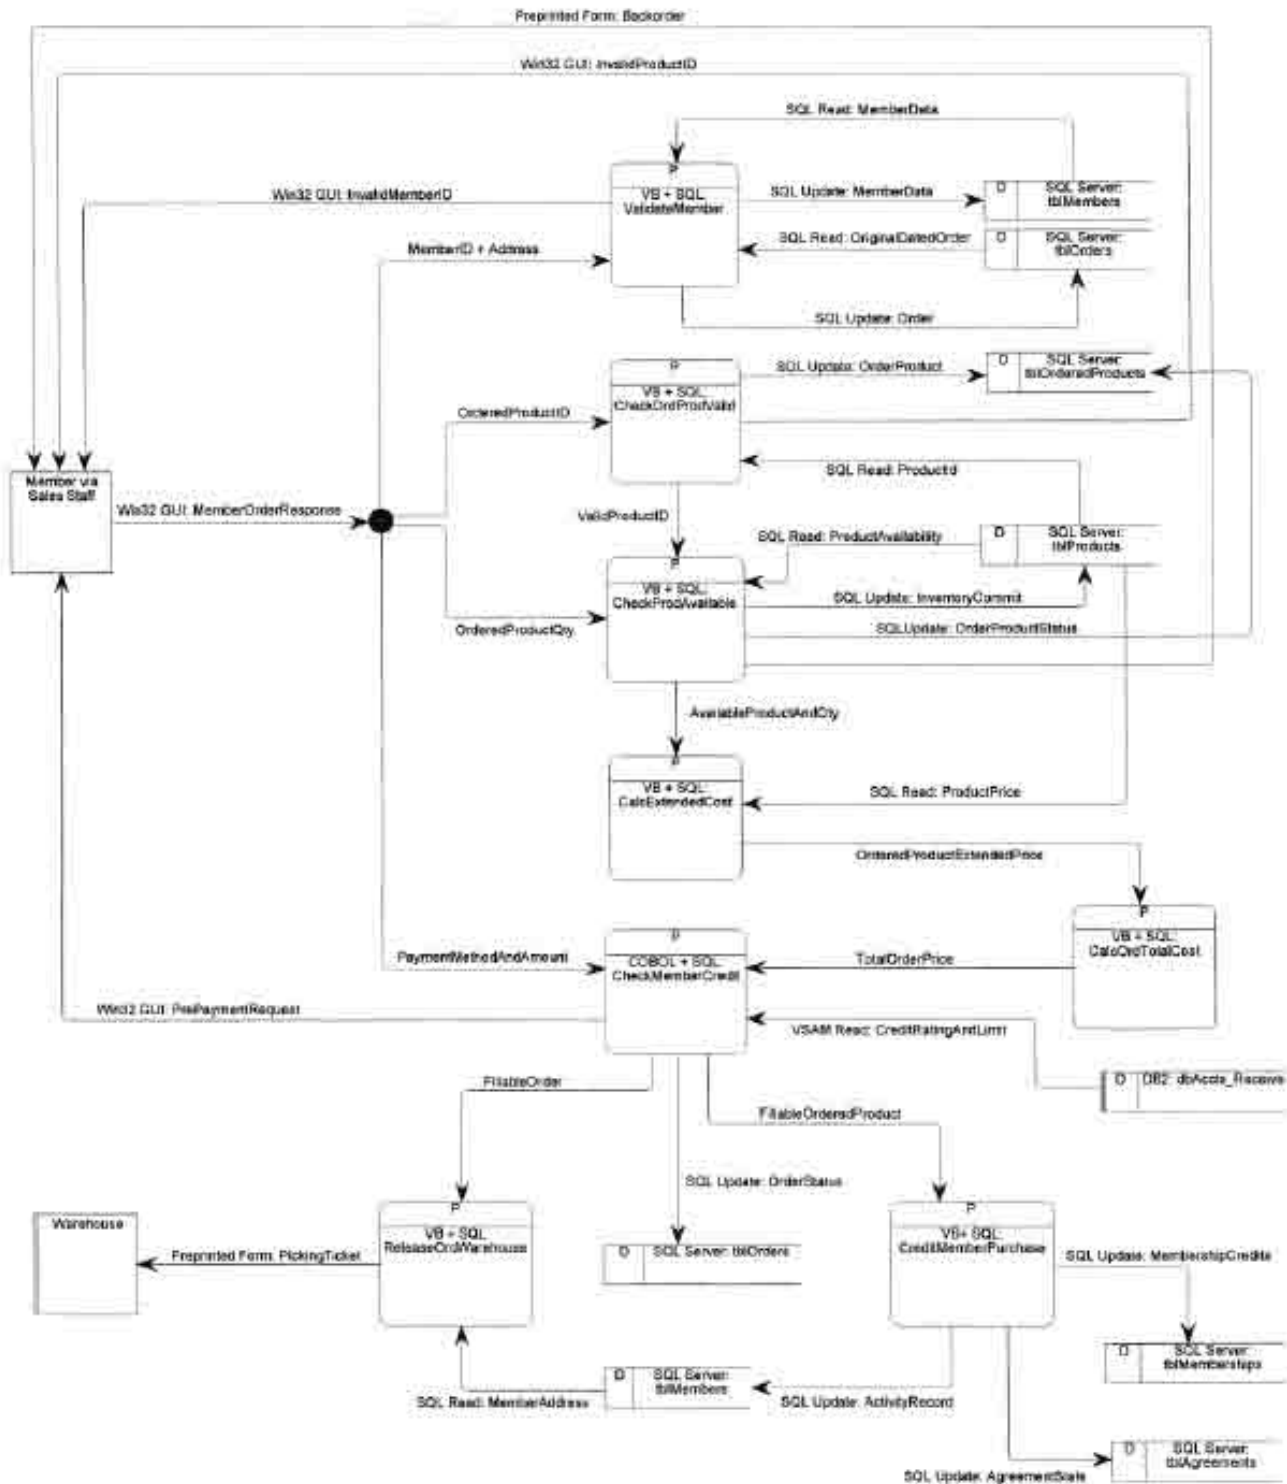 Preprinted Form: Backorder
Win32 GUI: InvalidProductID
SQL Read: MemberData
P
VB + SQL:
ValidateMember
Win32 GUI: InvalidMemberID
SQL Update: MemberData
D
SQL Server:
tblMembers
SQL Read: OriginalDatedOrder
D
SQL Server:
tblOrders
MemberID + Address
SQL Update: Order
P
VB + SQL:
CheckOrdProdValid
SQL Update: OrderProduct
D
SQL Server:
tblOrderedProducts
OrderedProductID
SQL Read: ProductId
Member via
Sales Staff
Win32 GUI: MemberOrderResponse
ValidProductID
SQL Read: ProductAvailability
D
SQL Server:
tblProducts
P
VB + SQL:
CheckProdAvailable
SQL Update: InventoryCommit
OrderedProductQty.
SQLUpdate: OrderProductStatus
AvailableProductAndQty
P
VB + SQL:
CalcExtendedCost
SQL Read: ProductPrice
OrderedProductExtendedPrice
P
VB + SQL:
CalcOrdTotalCost
P
COBOL + SQL:
CheckMemberCredit
PaymentMethodAndAmount
TotalOrderPrice
Win32 GUI: PrePaymentRequest
VSAM Read: CreditRatingAndLimit
D
DB2: dbAccts_Receive
FillableOrder
FillableOrderedProduct
SQL Update: OrderStatus
Warehouse
P
VB + SQL
ReleaseOrdWarehouse
P
VB+ SQL:
CreditMemberPurchase
Preprinted Form: PickingTicket
D
SQL Server: tblOrders
SQL Update: MembershipCredits
D
SQL Server:
tblMemberships
D
SQL Server:
tblMembers
SQL Read: MemberAddress
SQL Update: ActivityRecord
D
SQL Server:
tblAgreements
SQL Update: AgreementStats